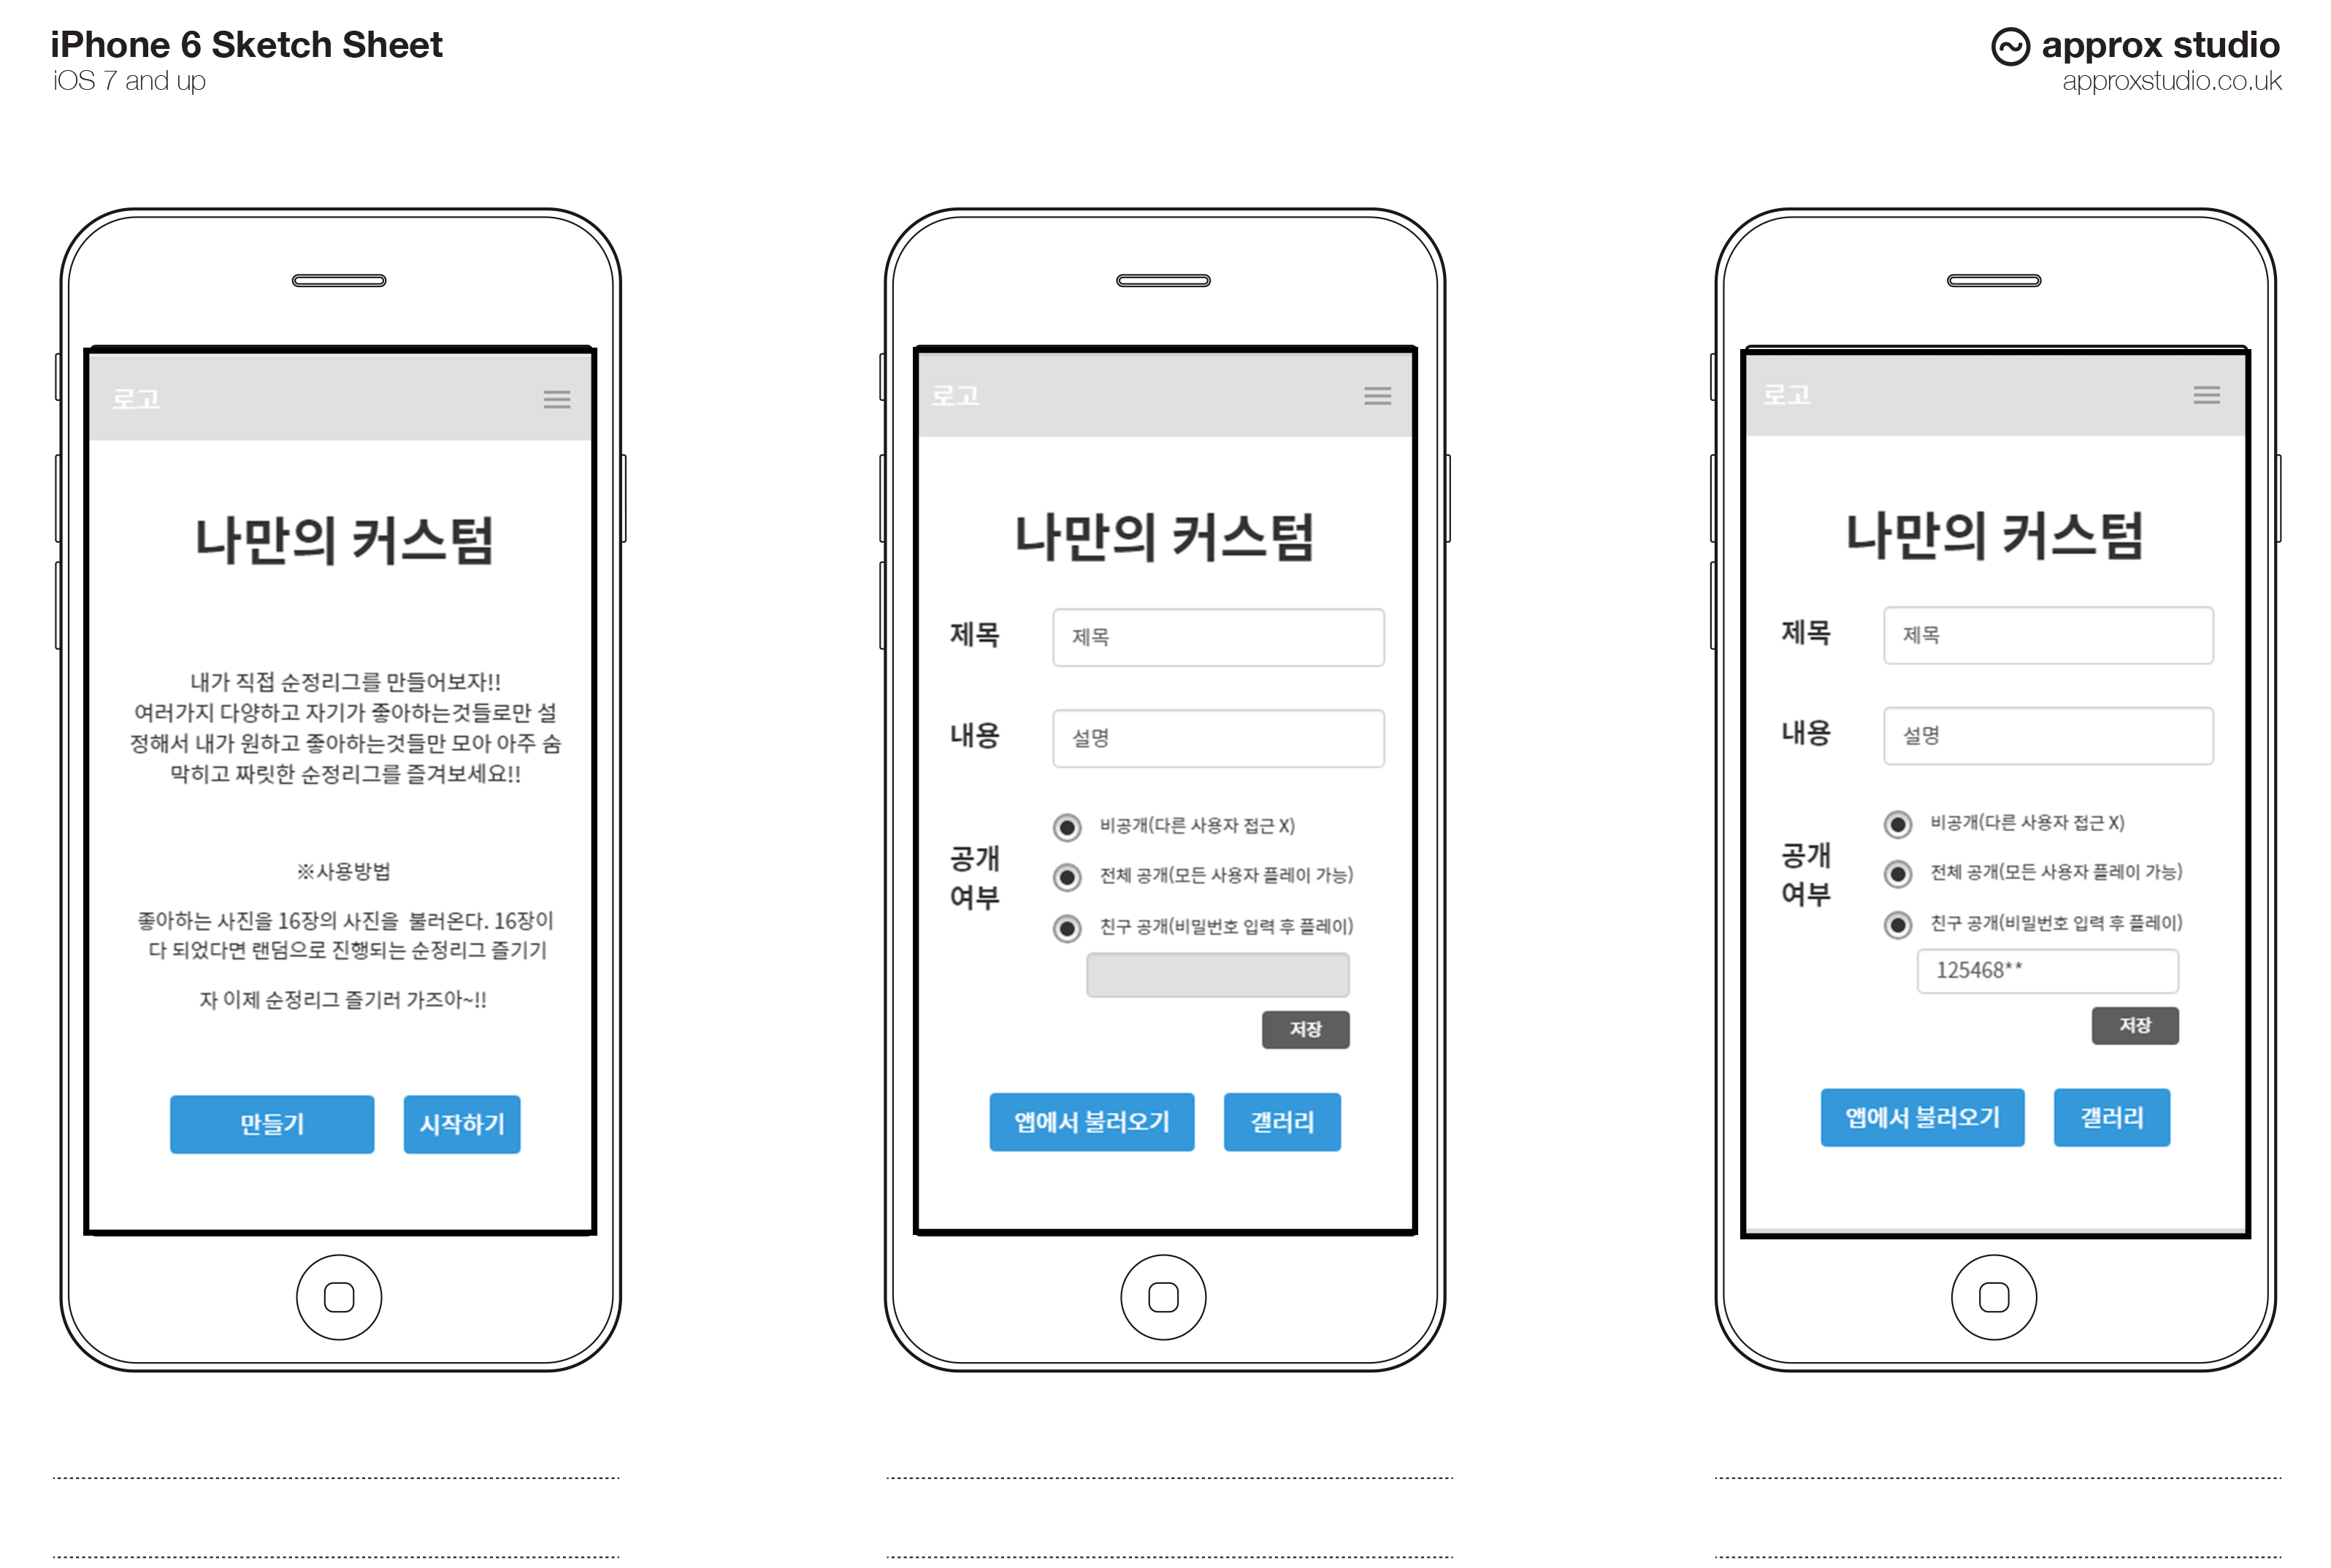 iPhone 6 Sketch Sheet
iOS 7 and up
approx studio
approxstudio.co.uk
로고
나만의 커스텀
내가 직접 순정리그를 만들어보자!!
여러가지 다양하고 자기가 좋아하는것들로만 설
정해서 내가 원하고 좋아하는것들만 모아 아주 숨
막히고 짜릿한 순정리그를 즐겨보세요!!
※사용방법
좋아하는 사진을 16장의 사진을 불러온다. 16장이
다 되었다면 랜덤으로 진행되는 순정리그 즐기기
자 이제 순정리그 즐기러 가즈아~!!
만들기
시작하기
로고
나만의 커스텀
제목
제목
내용
설명
공개
여부
비공개(다른 사용자 접근 X)
전체 공개(모든 사용자 플레이 가능)
친구 공개(비밀번호 입력 후 플레이)
저장
앱에서 불러오기
갤러리
로고
나만의 커스텀
제목
제목
내용
설명
공개
여부
비공개(다른 사용자 접근 X)
전체 공개(모든 사용자 플레이 가능)
친구 공개(비밀번호 입력 후 플레이)
125468**
저장
앱에서 불러오기
갤러리